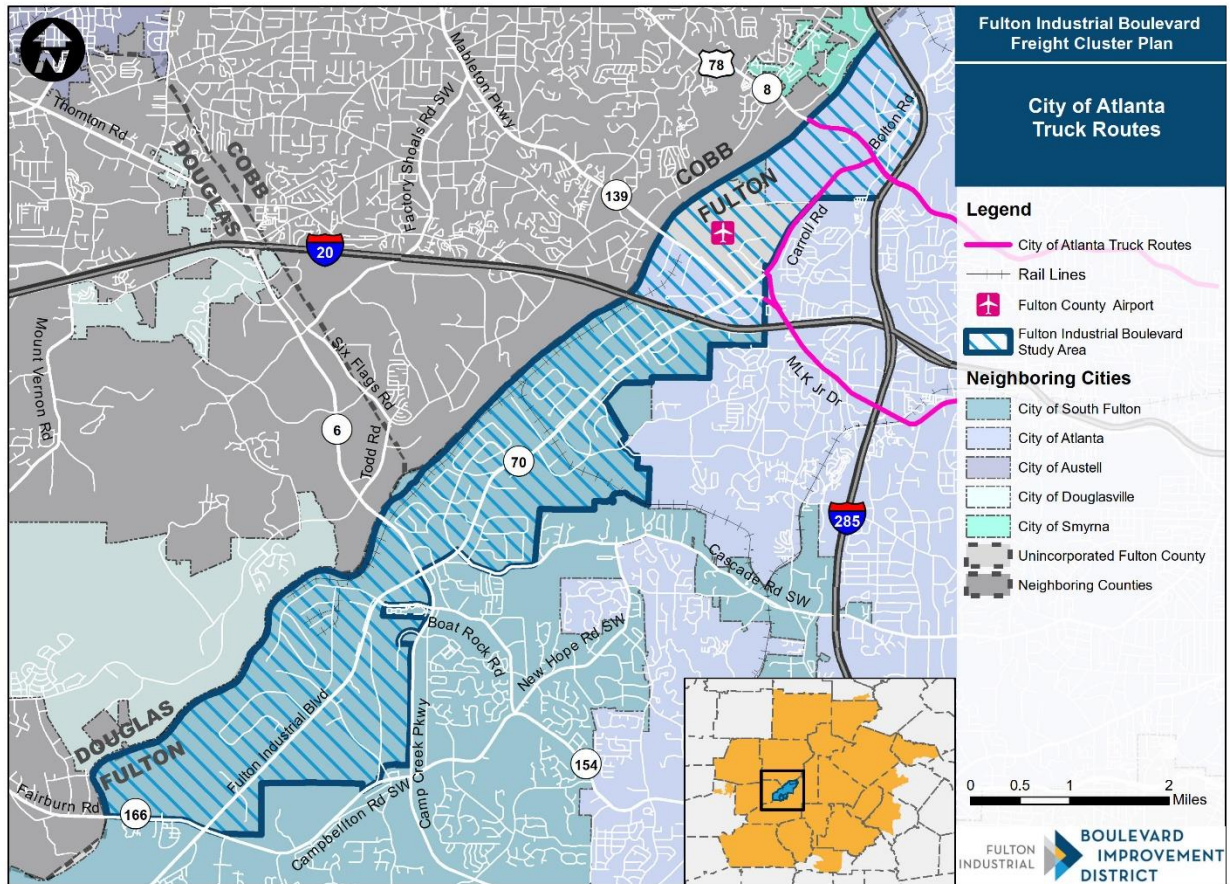 Fulton Industrial Boulevard
Freight Cluster Plan
City of Atlanta
Truck Routes
Legend
City of Atlanta Truck Routes
Rail Lines
Fulton County Airport
Fulton Industrial Boulevard
Study Area
Neighboring Cities
City of South Fulton
City of Atlanta
City of Austell
City of Douglasville
City of Smyrna
Unincorporated Fulton County
Neighboring Counties
0 0.5 1 2
Miles
FULTON
INDUSTRIAL
BOULEVARD
IMPROVEMENT
DISTRICT
N
Thornton Rd
COBB
DOUGLAS
Factory Shoals Rd SW
Mableton Pkwy
78
8
Bolton Rd
139
COBB
FULTON
Carroll Rd
20
Mount Vernon Rd
Six Flags Rd
6
Todd Rd
MLK Jr Dr
70
285
Cascade Rd SW
Boat Rock Rd
New Hope Rd SW
DOUGLAS
FULTON
Fulton Industrial Blvd
Camp Creek Pkwy
154
Fairburn Rd
166
Campbellton Rd SW